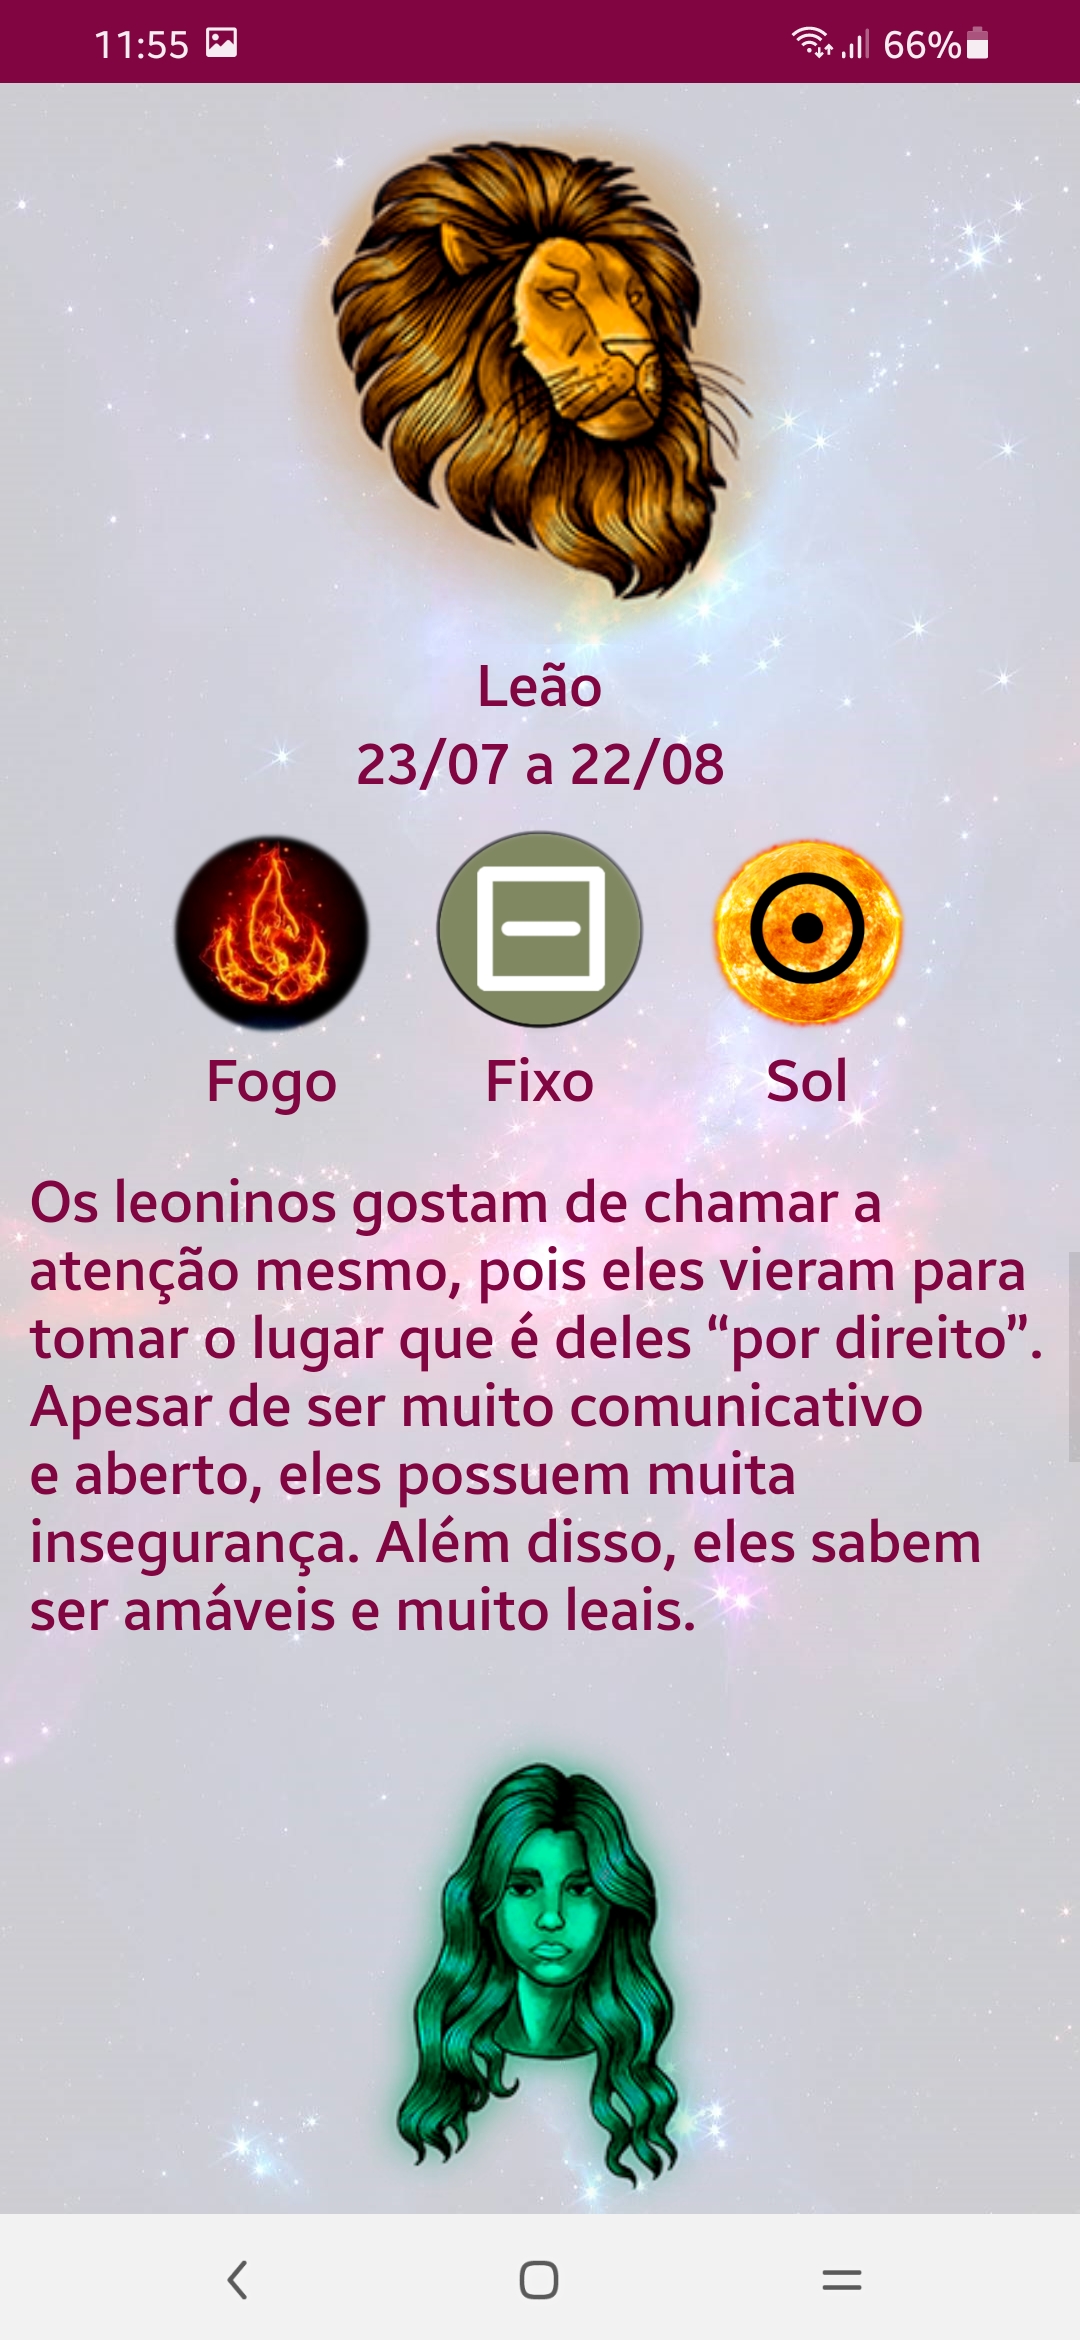 11:55
66%
Leão
23/07 a 22/08
Fogo Fixo Sol
Os leoninos gostam de chamar a
atenção mesmo, pois eles vieram para
tomar o lugar que é deles “por direito”.
Apesar de ser muito comunicativo
e aberto, eles possuem muita
insegurança. Além disso, eles sabem
ser amáveis e muito leais.